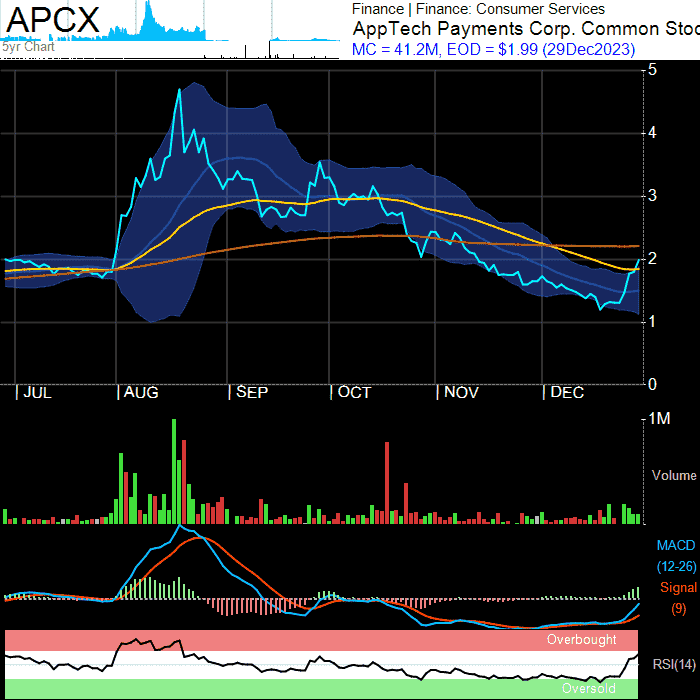 APCX
5yr Chart
Finance | Finance: Consumer Services
AppTech Payments Corp. Common Stoc
MC = 41.2M, EOD = $1.99 (29Dec2023)
5
4
3
2
1
0
JUL
AUG
SEP
OCT
NOV
DEC
1M
Volume
MACD
(12-26)
Signal
(9)
Overbought
RSI(14)
Oversold